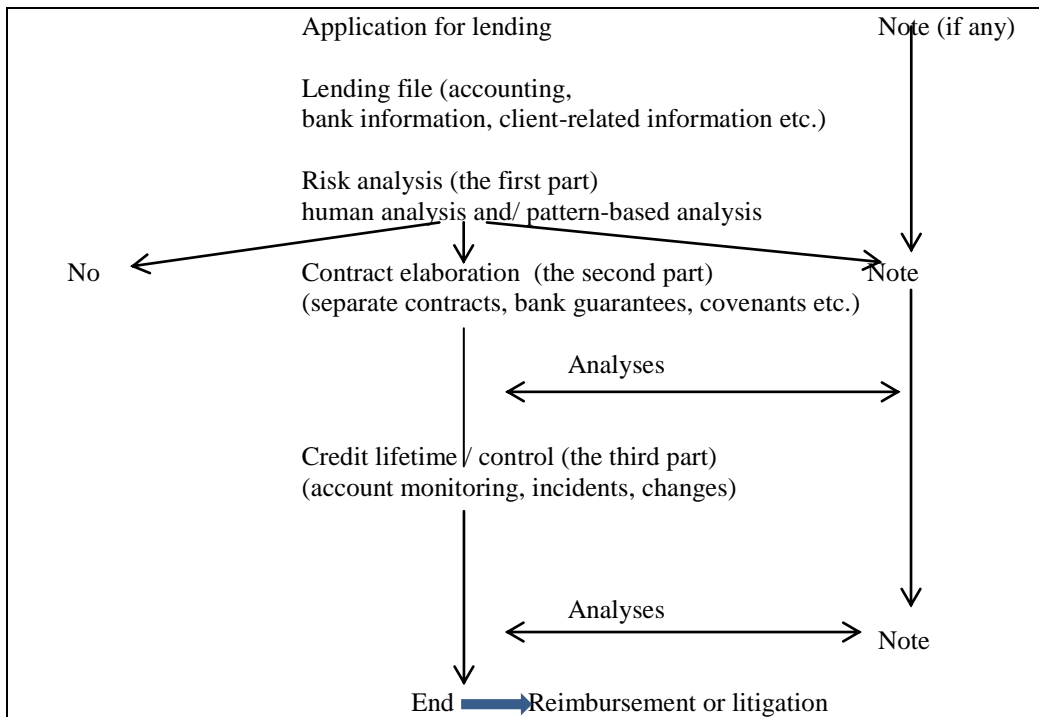 Application for lending
Note (if any)
Lending file (accounting,
bank information, client-related information etc.)
Risk analysis (the first part)
human analysis and/ pattern-based analysis
No
Contract elaboration (the second part)
Note
(separate contracts, bank guarantees, covenants etc.)
Analyses
Credit lifetime / control (the third part)
(account monitoring, incidents, changes)
Analyses
Note
End
Reimbursement or litigation